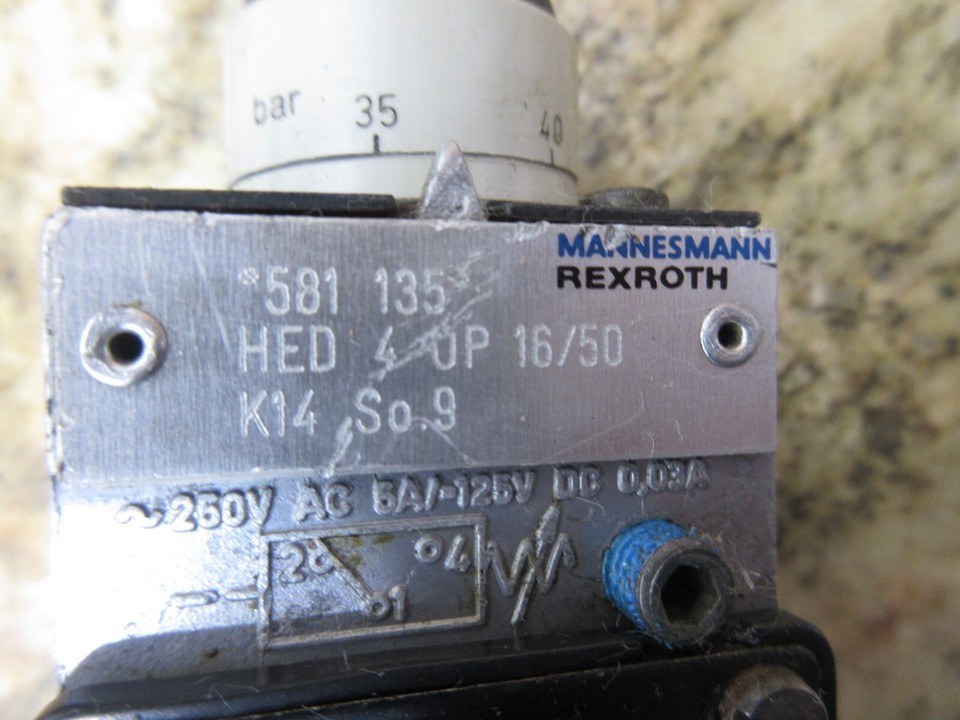 bar 35 40
MANNESMANN
REXROTH
*581 135*
HED 4 OP 16/50
K14 So.9
~250V AC 5A/-125V DC 0,03A
2 4
1